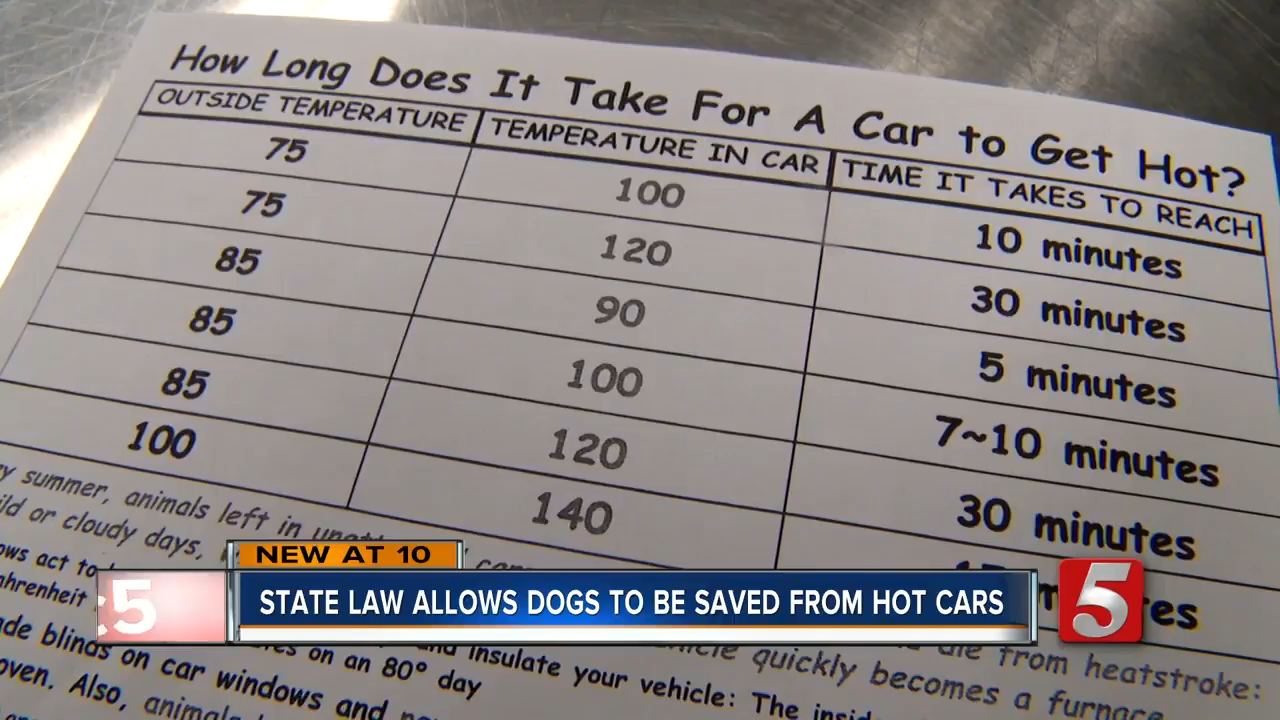 How Long Does It Take For A Car to Get Hot?
OUTSIDE TEMPERATURE TEMPERATURE IN CAR TIME IT TAKES TO REACH
75 100 10 minutes
75 120 30 minutes
85 90 5 minutes
85 100 7~10 minutes
85 120 30 minutes
100 140
summer, animals left in
or cloudy days,
act to
NEW AT 10
STATE LAW ALLOWS DOGS TO BE SAVED FROM HOT CARS
5
5
on an 80° day
insulate your vehicle: The
quickly becomes a furnace
from heatstroke:
blinds on car windows and
oven. Also,